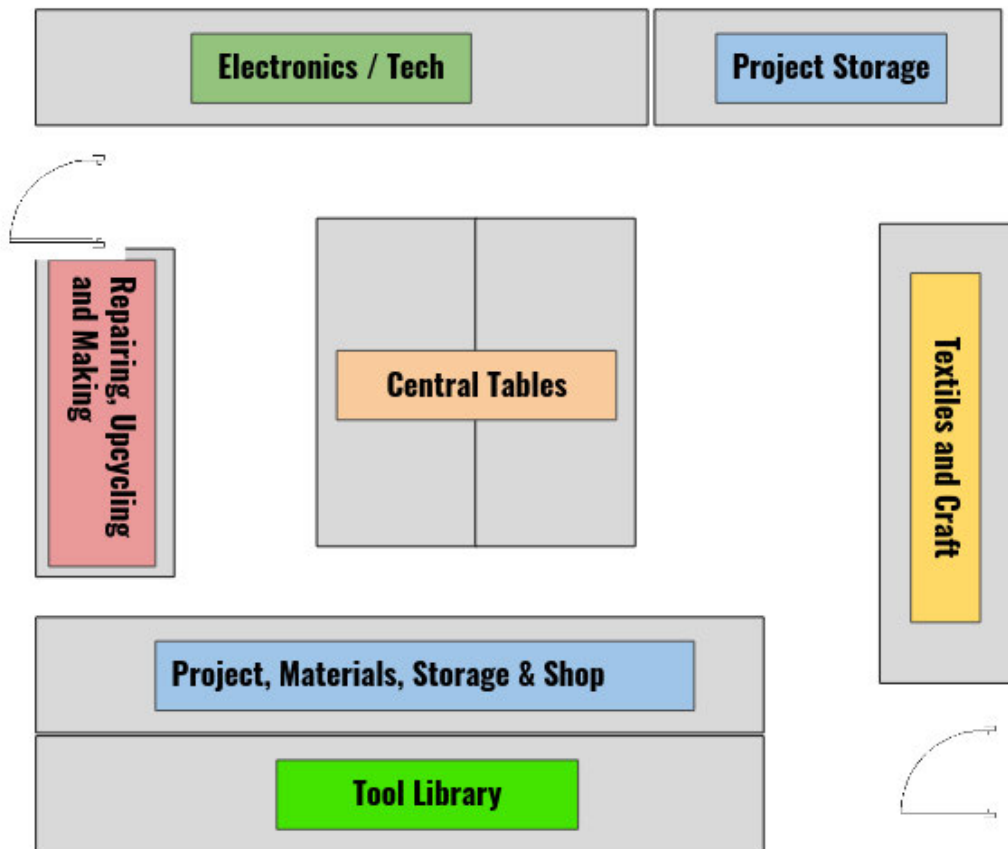 Electronics / Tech
Project Storage
Repairing, Upcycling
and Making
Central Tables
Textiles and Craft
Project, Materials, Storage & Shop
Tool Library